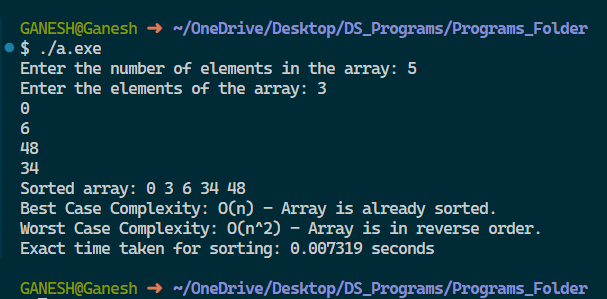 GANESH@Ganesh ➜ ~/OneDrive/Desktop/DS_Programs/Programs_Folder
$ ./a.exe
Enter the number of elements in the array: 5
Enter the elements of the array: 3
0
6
48
34
Sorted array: 0 3 6 34 48
Best Case Complexity: O(n) - Array is already sorted.
Worst Case Complexity: O(n^2) - Array is in reverse order.
Exact time taken for sorting: 0.007319 seconds
GANESH@Ganesh ➜ ~/OneDrive/Desktop/DS_Programs/Programs_Folder